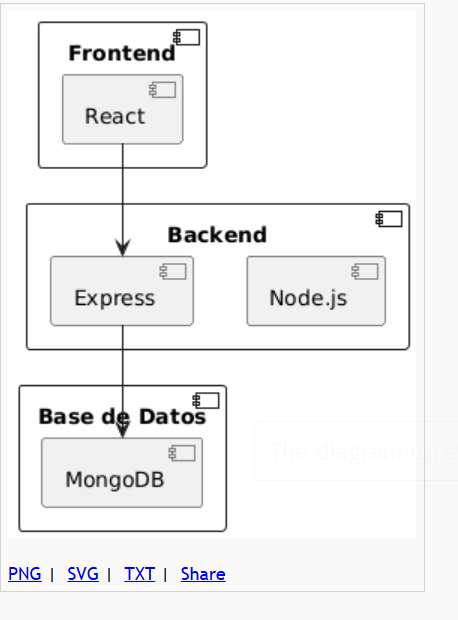 Frontend
React
Backend
Express
Node.js
Base de Datos
MongoDB
The diagram is re
PNG | SVG | TXT | Share